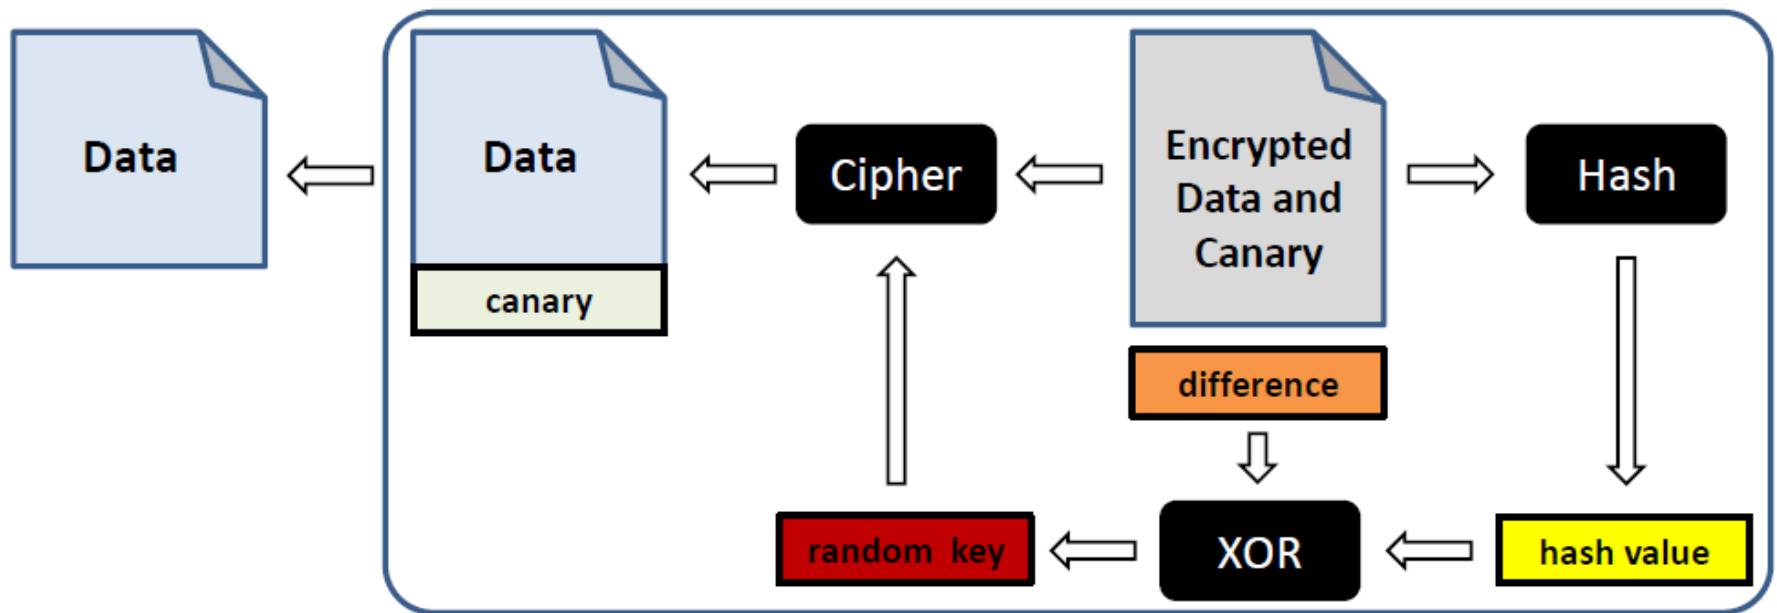 Data
Data
canary
Cipher
Encrypted
Data and
Canary
difference
Hash
random key
XOR
hash value